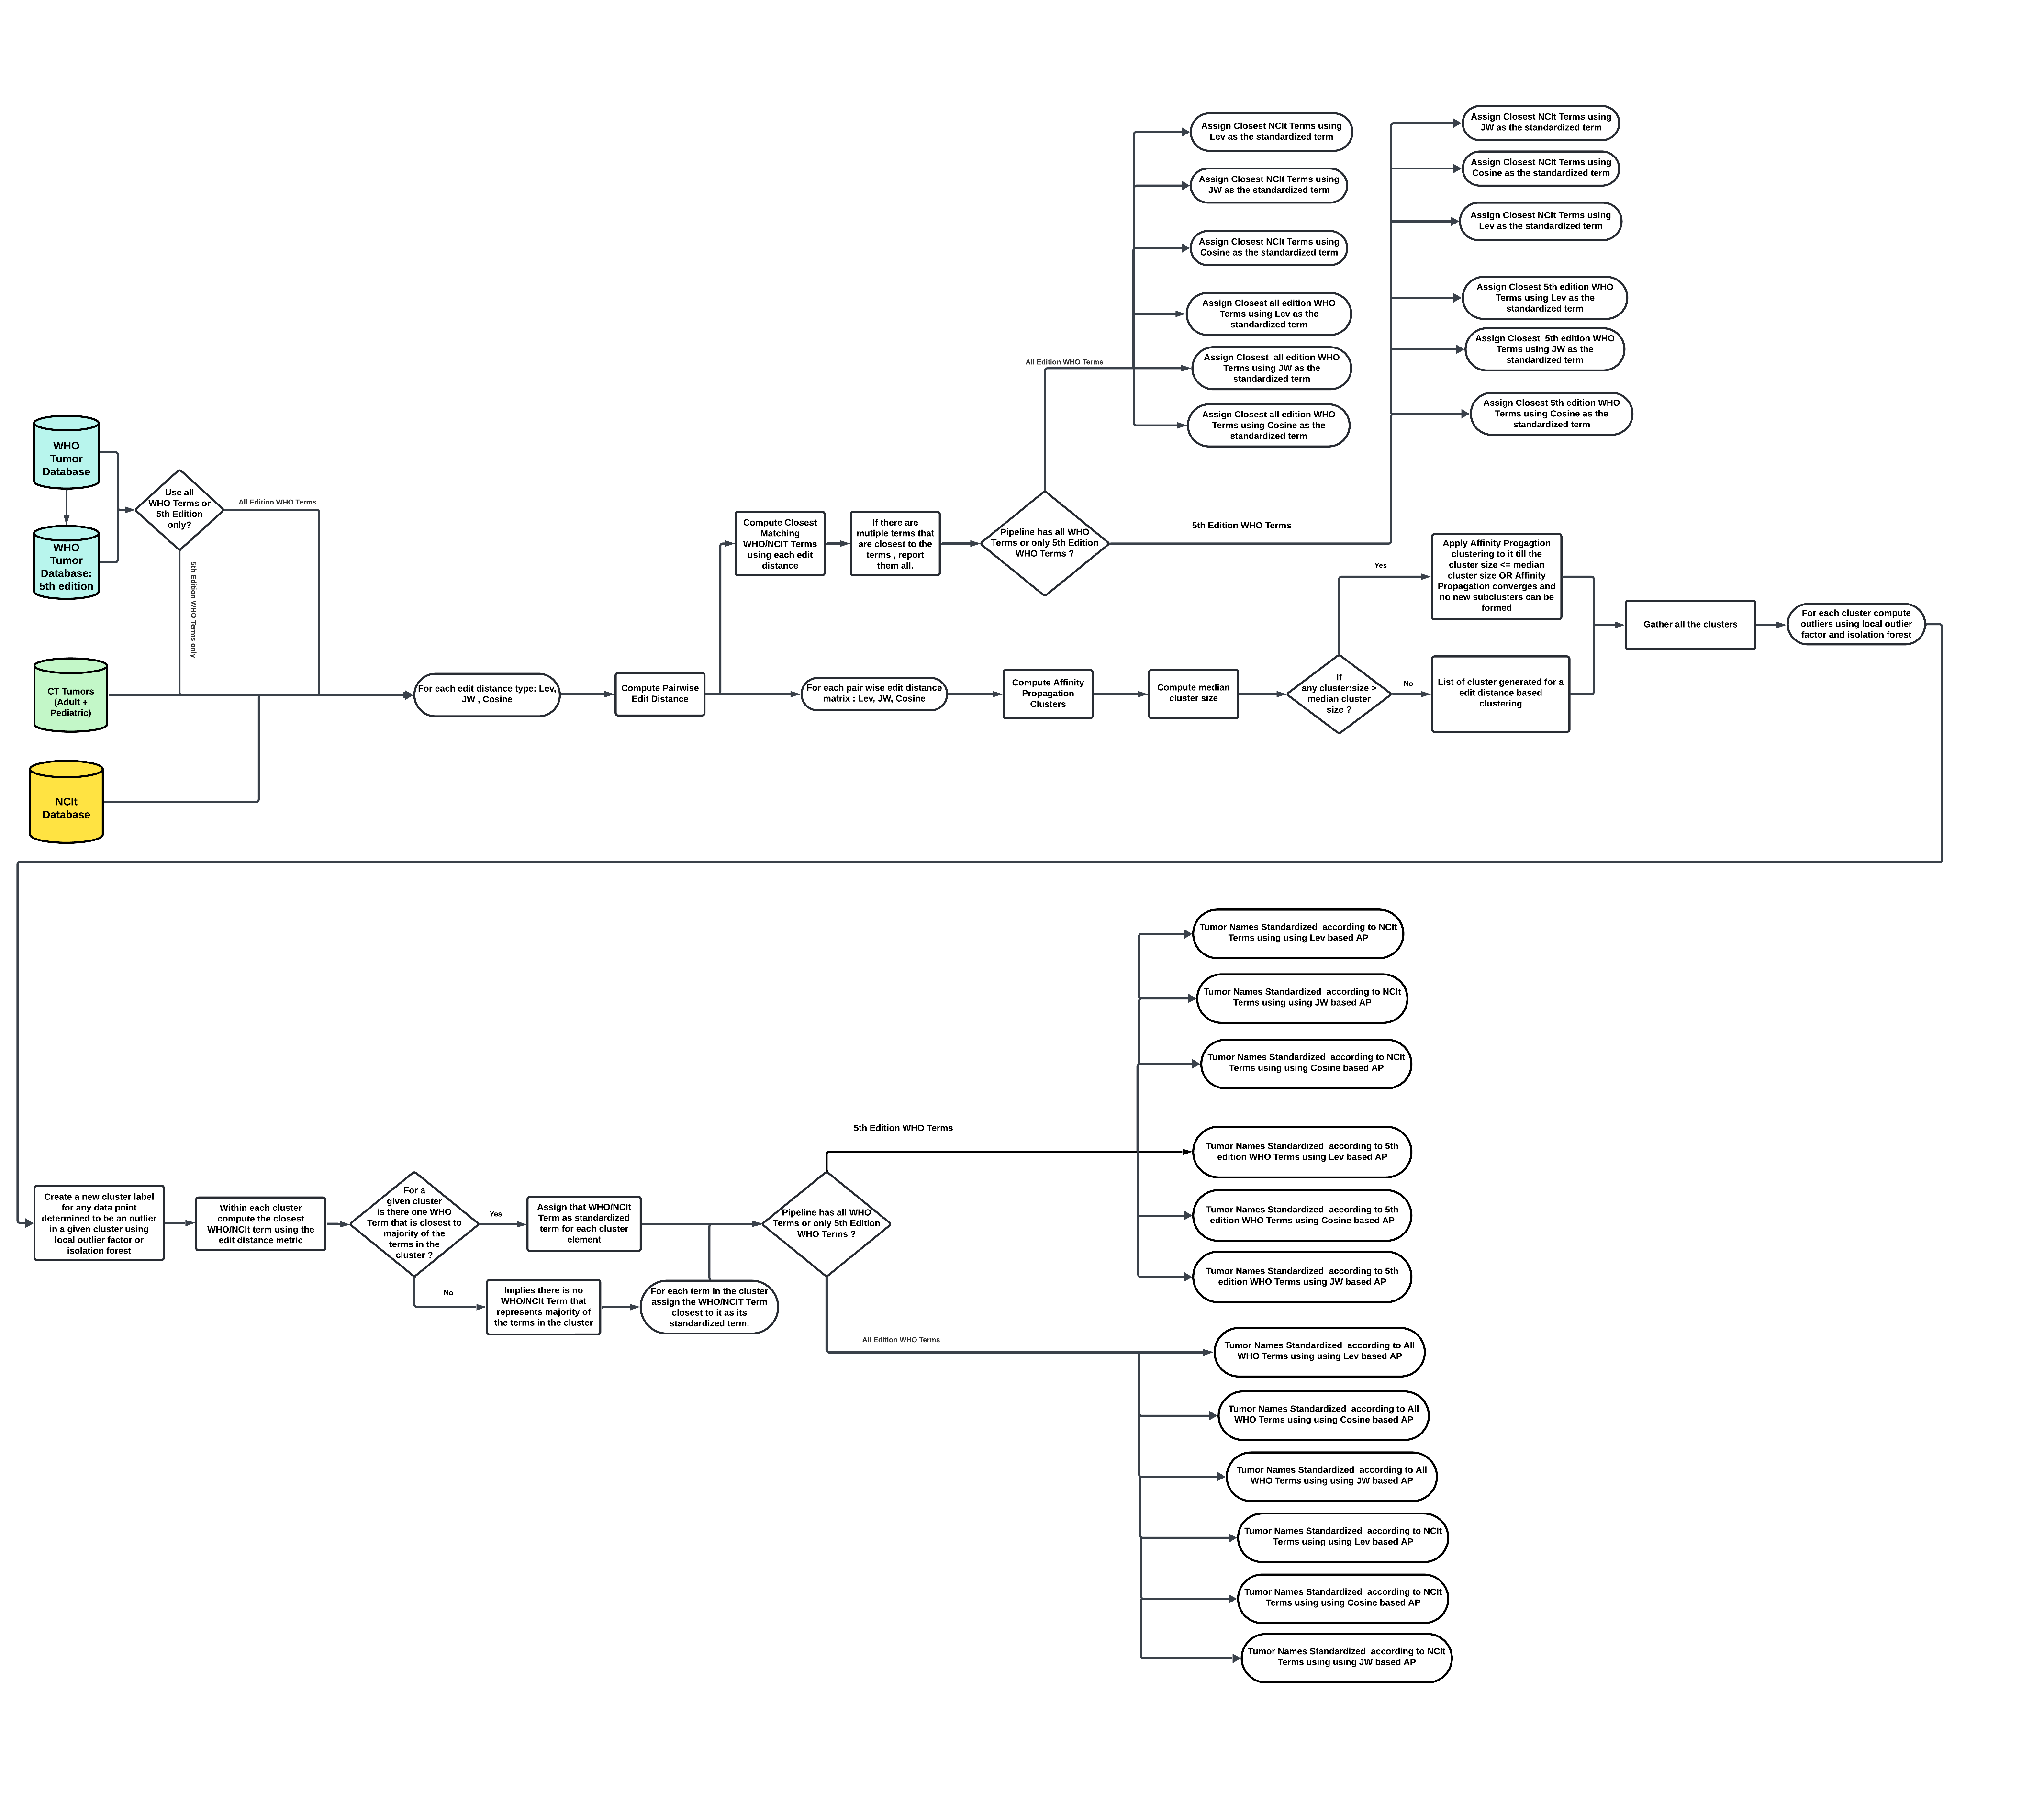 Assign Closest NCIt Terms using
Lev as the standardized term
Assign Closest NCIt Terms using
JW as the standardized term
Assign Closest NCIt Terms using
Cosine as the standardized term
Assign Closest all edition WHO
Terms using Lev as the
standardized term
Assign Closest  all edition WHO
Terms using JW as the
standardized term
Assign Closest all edition WHO
Terms using Cosine as the
standardized term
Assign Closest NCIt Terms using
JW as the standardized term
Assign Closest NCIt Terms using
Cosine as the standardized term
Assign Closest NCIt Terms using
Lev as the standardized term
Assign Closest 5th edition WHO
Terms using Lev as the
standardized term
Assign Closest  5th edition WHO
Terms using JW as the
standardized term
Assign Closest 5th edition WHO
Terms using Cosine as the
standardized term
All Edition WHO Terms
WHO
Tumor
Database
WHO
Tumor
Database:
5th edition
Use all
WHO Terms or
5th Edition
only?
All Edition WHO Terms
5th Edition WHO Terms only
CT Tumors
(Adult +
Pediatric)
NCIt
Database
For each edit distance type: Lev,
JW , Cosine
Compute Pairwise
Edit Distance
Compute Closest
Matching
WHO/NCIT Terms
using each edit
distance
If there are
mutiple terms that
are closest to the
terms , report
them all.
Pipeline has all WHO
Terms or only 5th Edition
WHO Terms ?
5th Edition WHO Terms
For each pair wise edit distance
matrix : Lev, JW, Cosine
Compute Affinity
Propagation
Clusters
Compute median
cluster size
If
any cluster:size >
median cluster
size ?
Yes
No
Apply Affinity Progagtion
clustering to it till the
cluster size <= median
cluster size OR Affinity
Propagation converges and
no new subclusters can be
formed
List of cluster generated for a
edit distance based
clustering
Gather all the clusters
For each cluster compute
outliers using local outlier
factor and isolation forest
Create a new cluster label
for any data point
determined to be an outlier
in a given cluster using
local outlier factor or
isolation forest
Within each cluster
compute the closest
WHO/NCIt term using the
edit distance metric
For a
given cluster
is there one WHO
Term that is closest to
majority of the
terms in the
cluster ?
Yes
No
Assign that WHO/NCIt
Term as standardized
term for each cluster
element
Implies there is no
WHO/NCIt Term that
represents majority of
the terms in the cluster
For each term in the cluster
assign the WHO/NCIT Term
closest to it as its
standardized term.
Pipeline has all WHO
Terms or only 5th Edition
WHO Terms ?
5th Edition WHO Terms
All Edition WHO Terms
Tumor Names Standardized  according to NCIt
Terms using using Lev based AP
Tumor Names Standardized  according to NCIt
Terms using using JW based AP
Tumor Names Standardized  according to NCIt
Terms using using Cosine based AP
Tumor Names Standardized  according to 5th
edition WHO Terms using Lev based AP
Tumor Names Standardized  according to 5th
edition WHO Terms using Cosine based AP
Tumor Names Standardized  according to 5th
edition WHO Terms using JW based AP
Tumor Names Standardized  according to All
WHO Terms using using Lev based AP
Tumor Names Standardized  according to All
WHO Terms using using Cosine based AP
Tumor Names Standardized  according to All
WHO Terms using using JW based AP
Tumor Names Standardized  according to NCIt
Terms using using Lev based AP
Tumor Names Standardized  according to NCIt
Terms using using Cosine based AP
Tumor Names Standardized  according to NCIt
Terms using using JW based AP